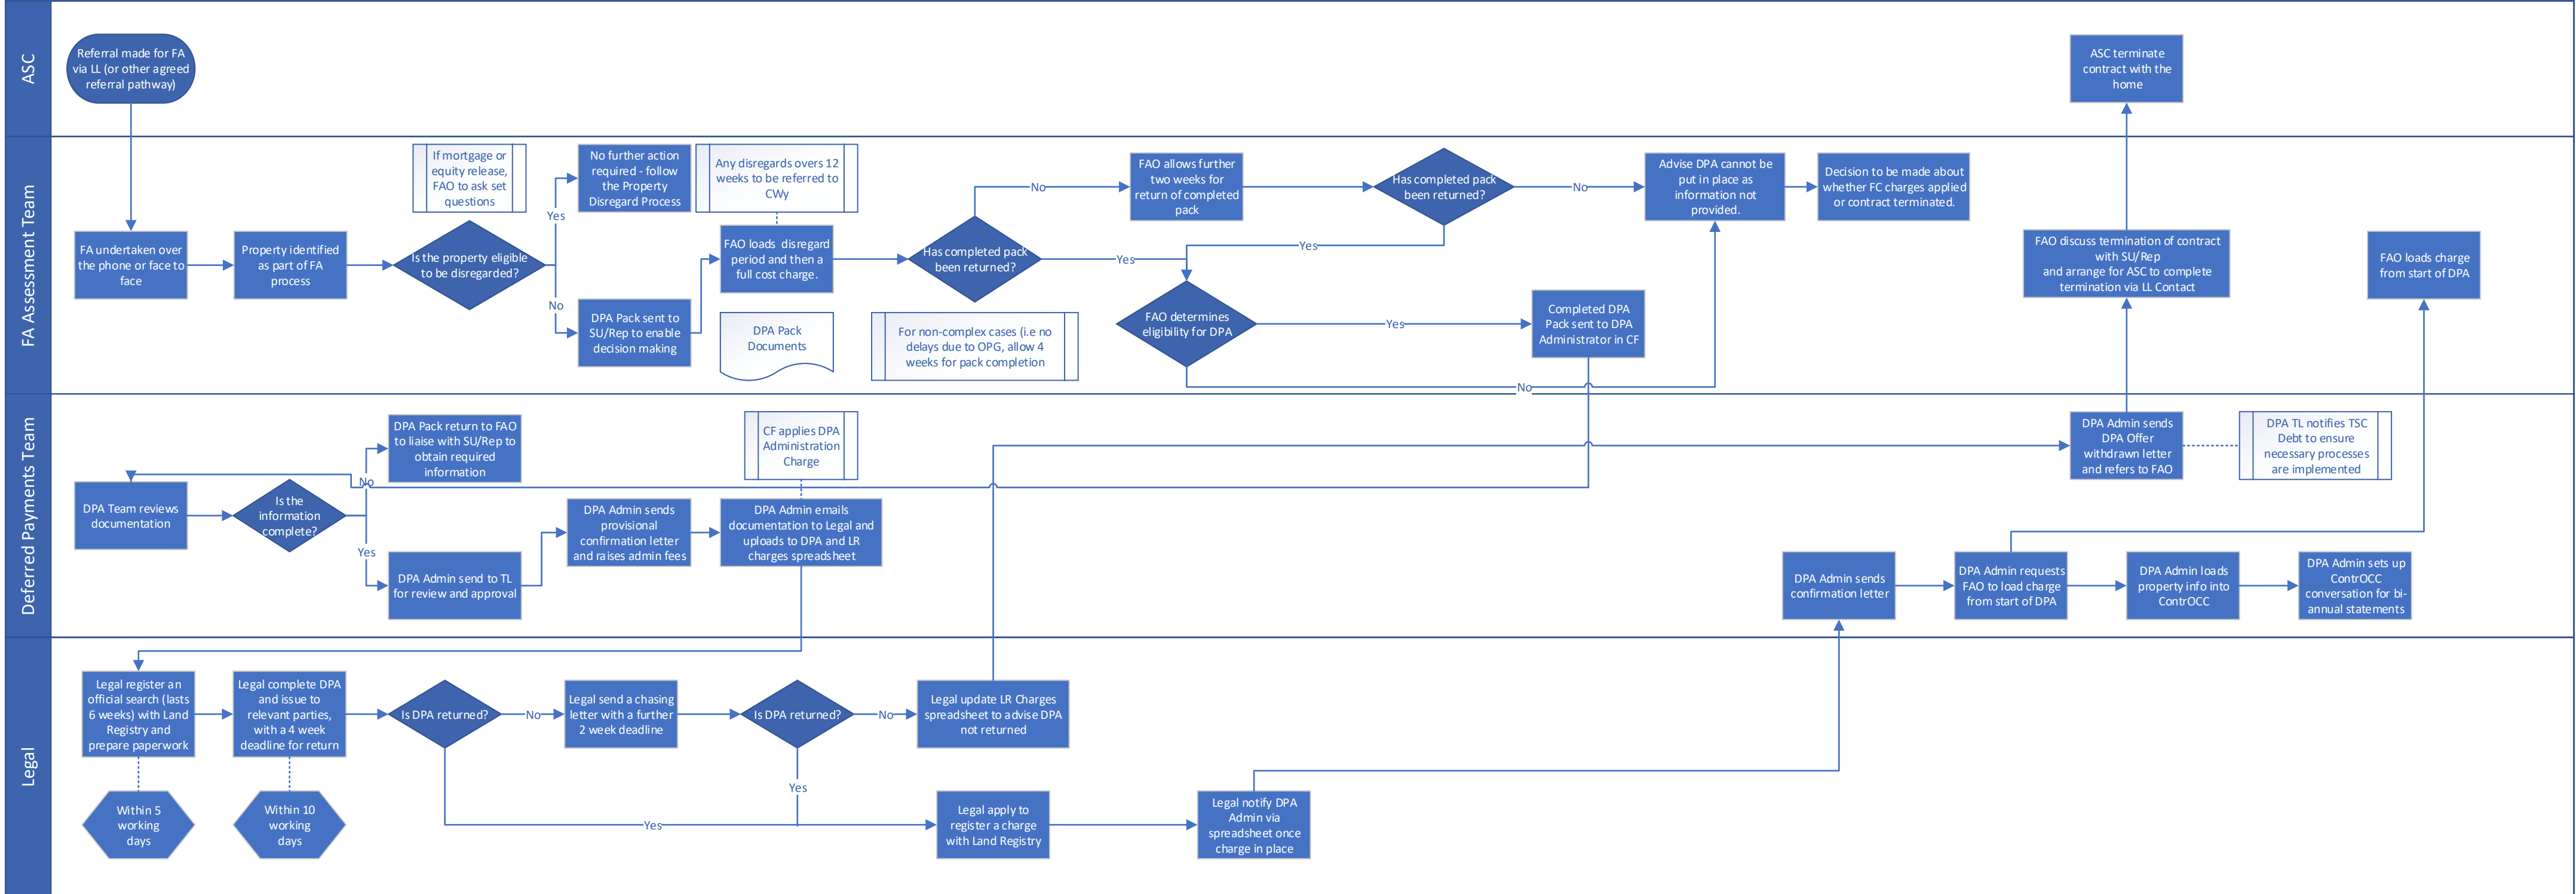 ASC
Referral made for FA
via LL (or other agreed
referral pathway)
ASC terminate
contract with the
home
FA Assessment Team
FA undertaken over
the phone or face to
face
Property identified
as part of FA
process
If mortgage or
equity release,
FAO to ask set
questions
Is the property eligible
to be disregarded?
Yes
No
No further action
required - follow
the Property
Disregard Process
DPA Pack sent to
SU/Rep to enable
decision making
Any disregards overs 12
weeks to be referred to
CWy
FAO loads disregard
period and then a
full cost charge.
DPA Pack
Documents
Has completed pack
been returned?
For non-complex cases (i.e no
delays due to OPG, allow 4
weeks for pack completion
No
Yes
FAO allows further
two weeks for
return of completed
pack
Has completed pack
been returned?
Yes
No
FAO determines
eligibility for DPA
Yes
No
Completed DPA
Pack sent to DPA
Administrator in CF
Advise DPA cannot be
put in place as
information not
provided.
Decision to be made about
whether FC charges applied
or contract terminated.
FAO discuss termination of contract
with SU/Rep
and arrange for ASC to complete
termination via LL Contact
FAO loads charge
from start of DPA
Deferred Payments Team
DPA Team reviews
documentation
Is the
information
complete?
No
Yes
DPA Pack return to FAO
to liaise with SU/Rep to
obtain required
information
DPA Admin send to TL
for review and approval
DPA Admin sends
provisional
confirmation letter
and raises admin fees
CF applies DPA
Administration
Charge
DPA Admin emails
documentation to Legal and
uploads to DPA and LR
charges spreadsheet
DPA Admin sends
confirmation letter
DPA Admin requests
FAO to load charge
from start of DPA
DPA Admin sends
DPA Offer
withdrawn letter
and refers to FAO
DPA TL notifies TSC
Debt to ensure
necessary processes
are implemented
DPA Admin loads
property info into
ContrOCC
DPA Admin sets up
ContrOCC
conversation for bi-
annual statements
Legal
Legal register an
official search (lasts
6 weeks) with Land
Registry and
prepare paperwork
Within 5
working
days
Legal complete DPA
and issue to
relevant parties,
with a 4 week
deadline for return
Within 10
working
days
Is DPA returned?
No
Yes
Legal send a chasing
letter with a further
2 week deadline
Is DPA returned?
No
Yes
Legal update LR Charges
spreadsheet to advise DPA
not returned
Legal apply to
register a charge
with Land Registry
Legal notify DPA
Admin via
spreadsheet once
charge in place